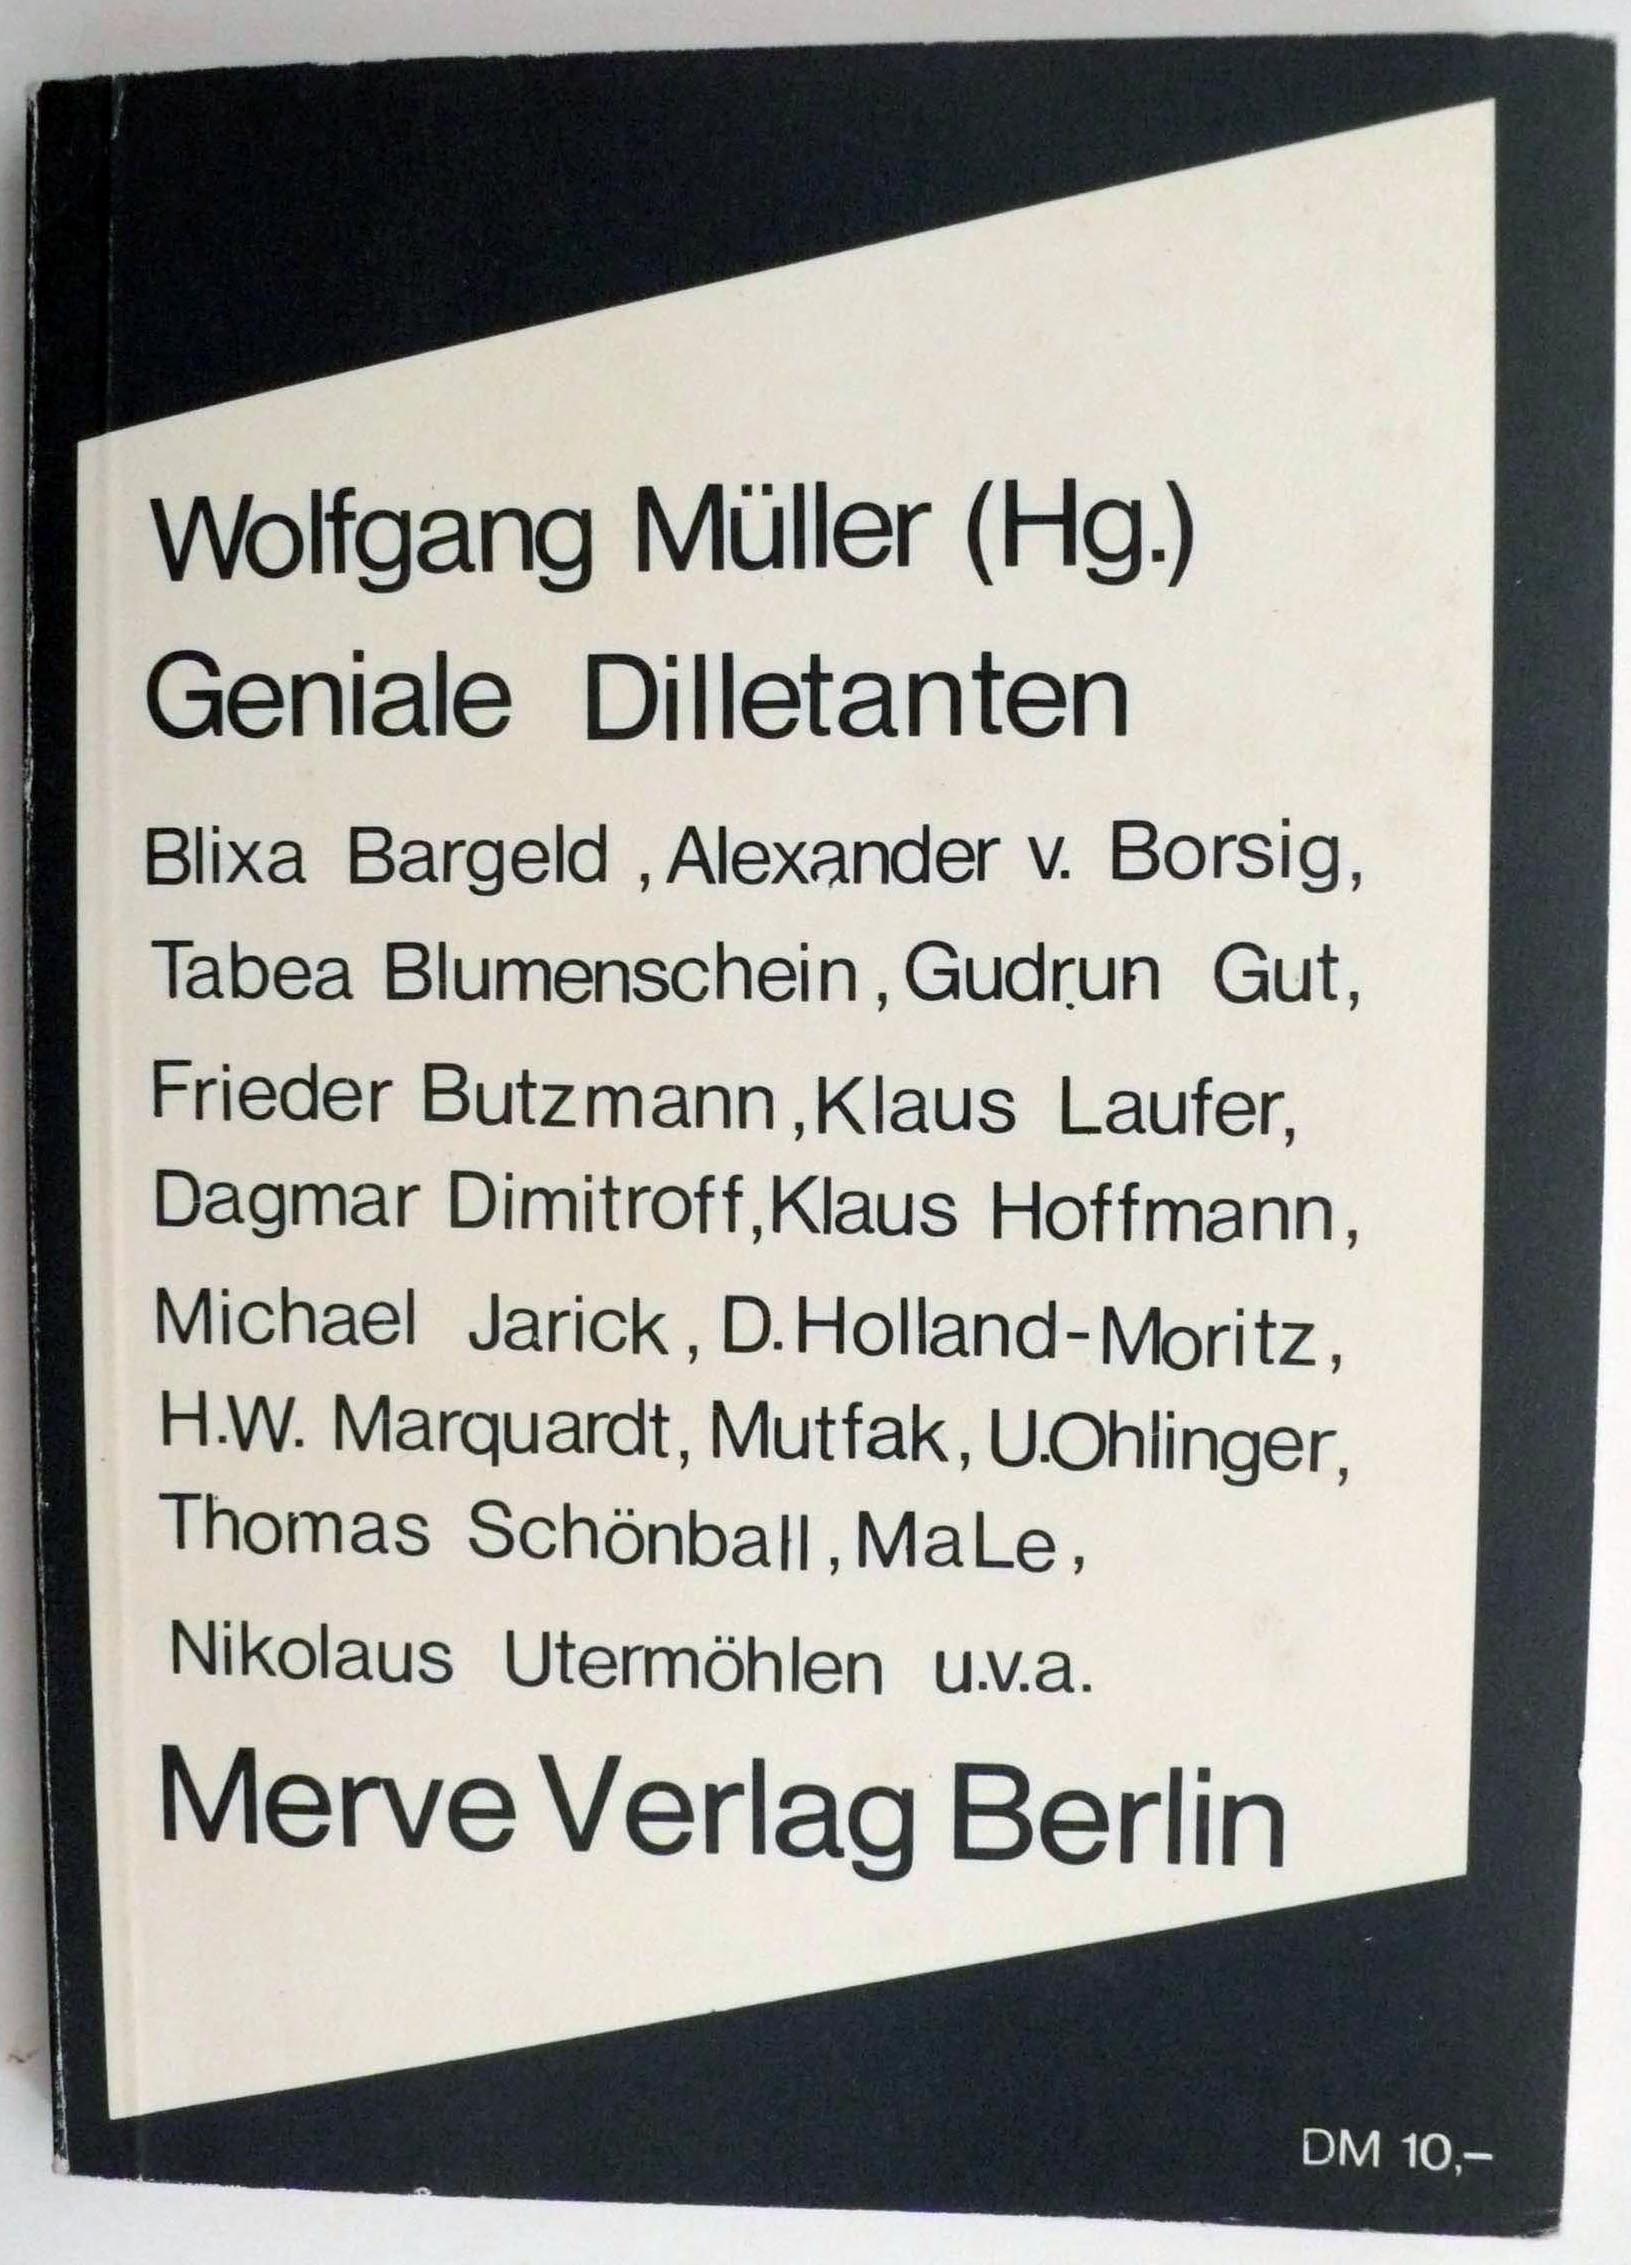 Wolfgang Müller (Hg.)
Geniale Dilletanten
Blixa Bargeld, Alexander v. Borsig,
Tabea Blumenschein, Gudrun Gut,
Frieder Butzmann, Klaus Laufer,
Dagmar Dimitroff, Klaus Hoffmann,
Michael Jarick, D. Holland-Moritz,
H.W. Marquardt, Mutfak, U. Ohlinger,
Thomas Schönball, MaLe,
Nikolaus Utermöhlen u.v.a.
Merve Verlag Berlin
DM 10,–